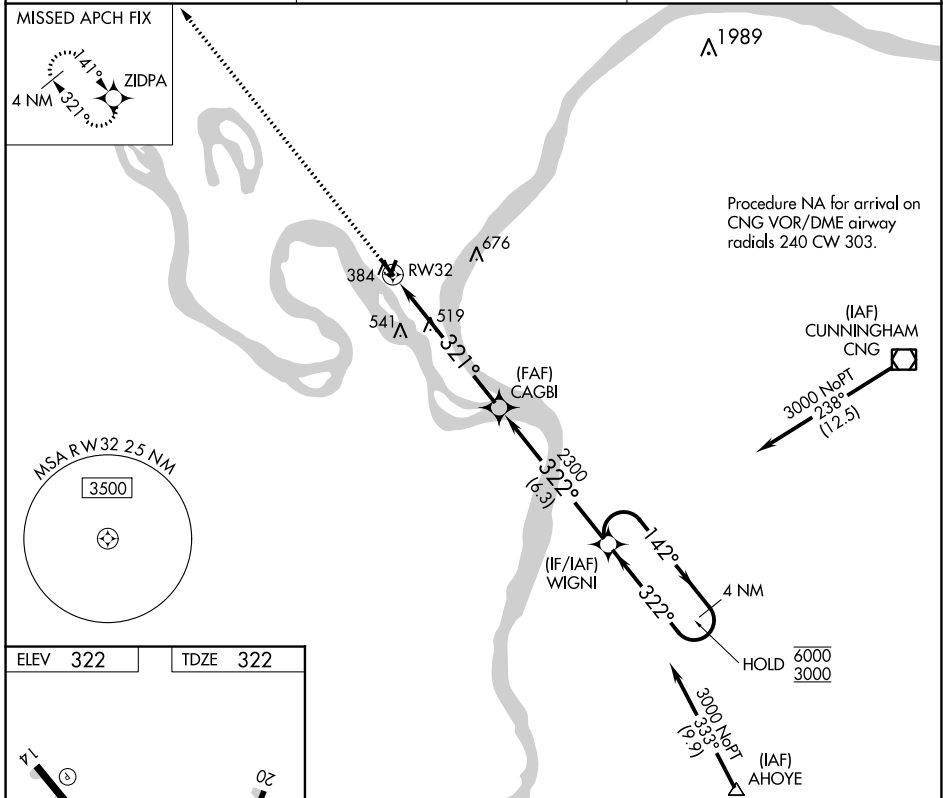 MISSED APCH FIX
141°
ZIDPA
4 NM
321°
1989
Procedure NA for arrival on
CNG VOR/DME airway
radials 240 CW 303.
676
384
RW32
541
519
321°
(IAF)
CUNNINGHAM
CNG
3000 NoPT
238°
(12.5)
(FAF)
CAGBI
2300
322°
(6.3)
MSA RW32 25 NM
3500
(IF/IAF)
WIGNI
142°
322°
4 NM
HOLD
6000
3000
3000 NoPT
333°
(9.9)
(IAF)
AHOYE
ELEV 322
TDZE 322
14
P
20